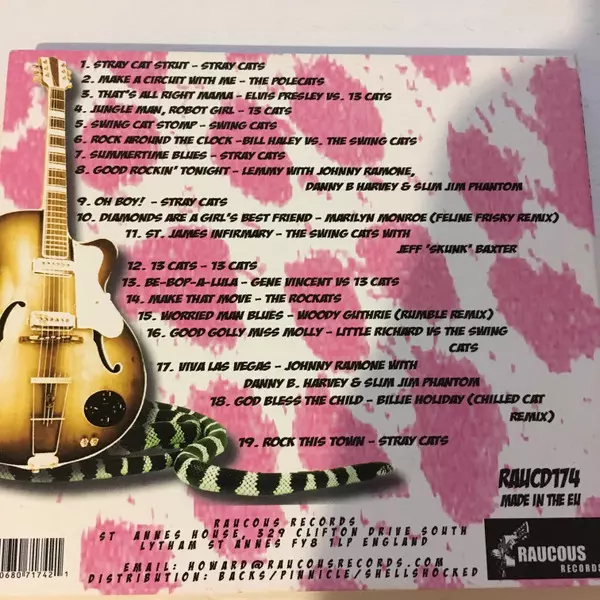 1. STRAY CAT STRUT - STRAY CATS
2. MAKE A CIRCUIT WITH ME - THE POLECATS
3. THAT'S ALL RIGHT MAMA - ELVIS PRESLEY VS. 13 CATS
4. JUNGLE MAN, ROBOT GIRL - 13 CATS
5. SWING CAT STOMP - SWING CATS
6. ROCK AROUND THE CLOCK - BILL HALEY VS. THE SWING CATS
7. SUMMERTIME BLUES - STRAY CATS
8. GOOD ROCKIN' TONIGHT - LEMMY WITH JOHNNY RAMONE,
DANNY B HARVEY & SLIM JIM PHANTOM
9. OH BOY! - STRAY CATS
10. DIAMONDS ARE A GIRL'S BEST FRIEND - MARILYN MONROE (FELINE FRISKY REMIX)
11. ST. JAMES INFIRMARY - THE SWING CATS WITH
JEFF "SKUNK" BAXTER
12. 13 CATS - 13 CATS
13. BE-BOP-A-LULA - GENE VINCENT VS 13 CATS
14. MAKE THAT MOVE - THE ROCKATS
15. WORRIED MAN BLUES - WOODY GUTHRIE (RUMBLE REMIX)
16. GOOD GOLLY MISS MOLLY - LITTLE RICHARD VS THE SWING
CATS
17. VIVA LAS VEGAS - JOHNNY RAMONE WITH
DANNY B. HARVEY & SLIM JIM PHANTOM
18. GOD BLESS THE CHILD - BILLIE HOLIDAY (CHILLED CAT
REMIX)
19. ROCK THIS TOWN - STRAY CATS
RAUCD174
MADE IN THE EU
RAUCOUS RECORDS
ST ANNES HOUSE, 329 CLIFTON DRIVE SOUTH
LYTHAM ST ANNES FY8 1LP ENGLAND
EMAIL: HOWARD@RAUCOUSRECORDS.COM
DISTRIBUTION: BACKS/PINNICLE/SHELLSHOCKED
RAUCOUS
RECORDS
0680 71742 1